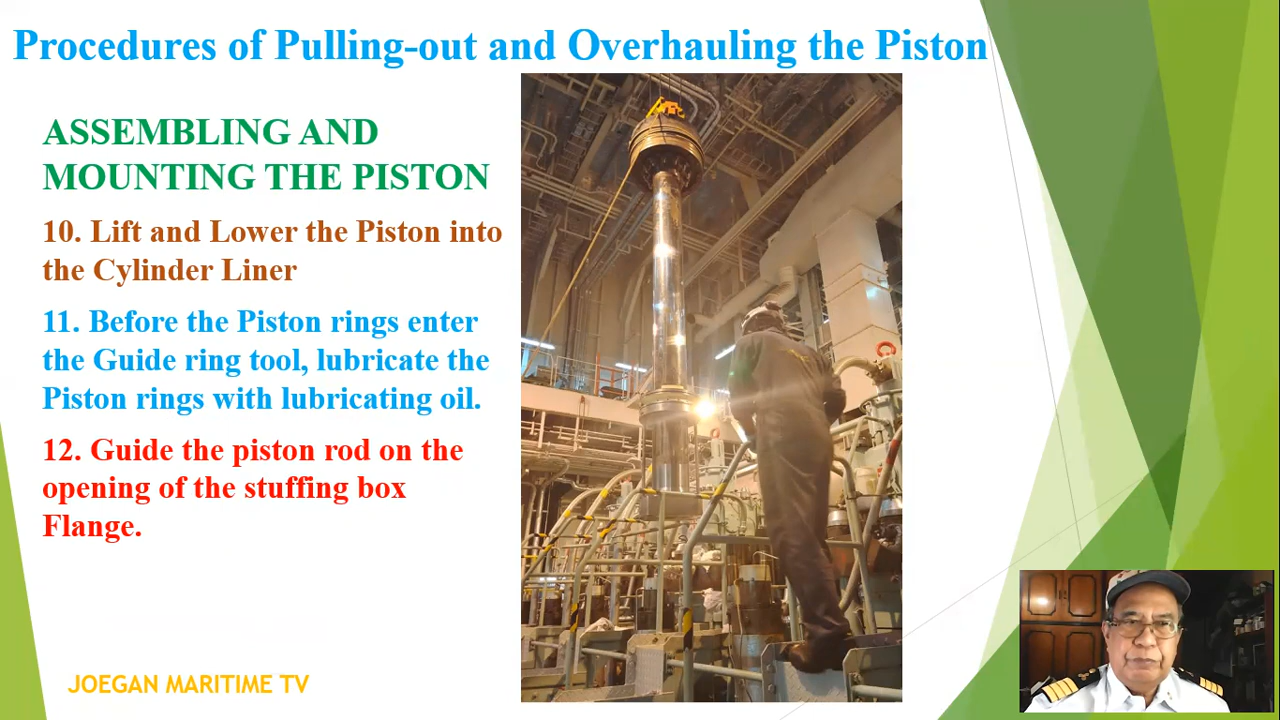 Procedures of Pulling-out and Overhauling the Piston
ASSEMBLING AND
MOUNTING THE PISTON
10. Lift and Lower the Piston into
the Cylinder Liner
11. Before the Piston rings enter
the Guide ring tool, lubricate the
Piston rings with lubricating oil.
12. Guide the piston rod on the
opening of the stuffing box
Flange.
JOEGAN MARITIME TV